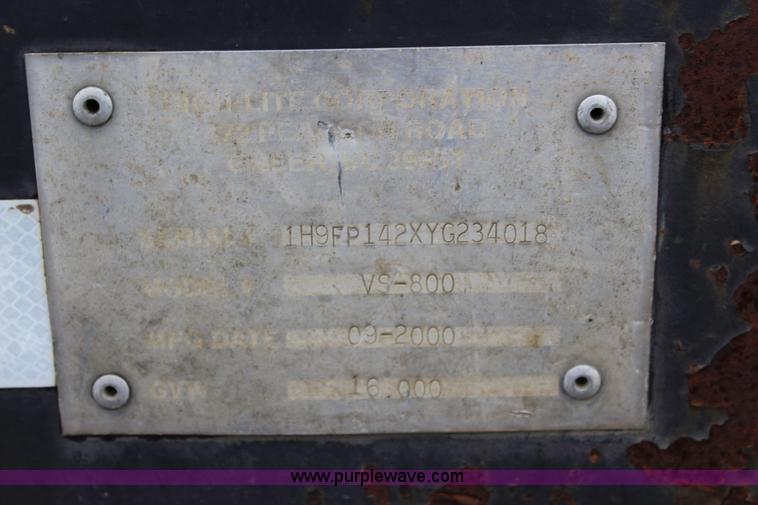 CORPORATION
ROAD
SERIAL# 1H9FP142XYG234018
MODEL# VS-800
MFG DATE 09-2000
GVW 16,000
www.purplewave.com